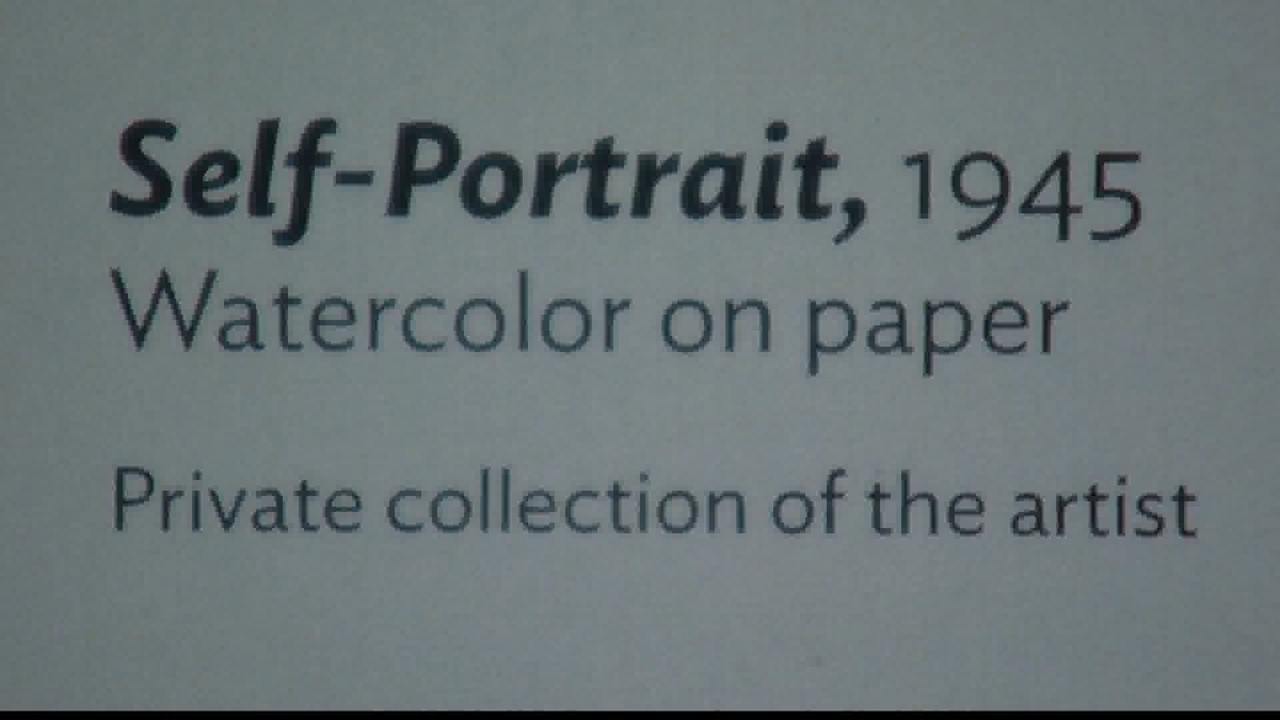 Self-Portrait, 1945
Watercolor on paper
Private collection of the artist